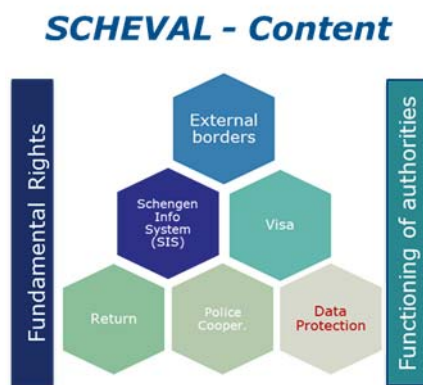 SCHEVAL - Content
Fundamental Rights
External
borders
Schengen
Info
System
(SIS)
Visa
Return
Police
Cooper.
Data
Protection
Functioning of authorities